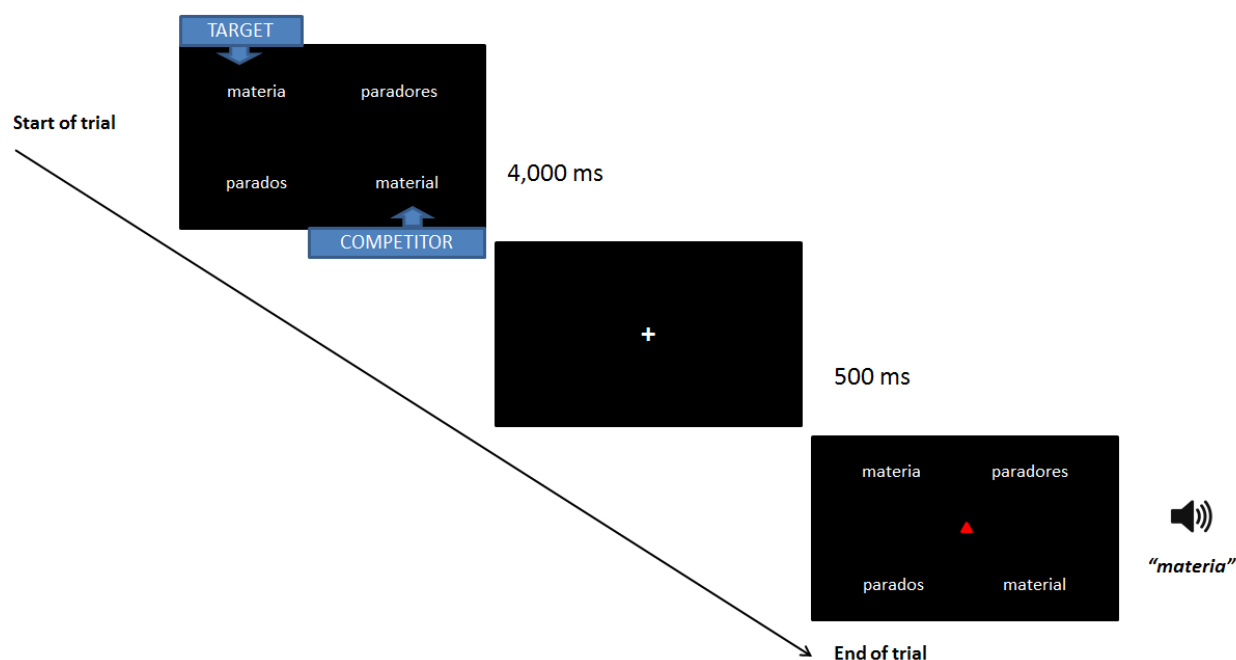 TARGET
materia paradores
Start of trial
parados material
4,000 ms
COMPETITOR
+
500 ms
materia paradores
parados material
“materia”
End of trial